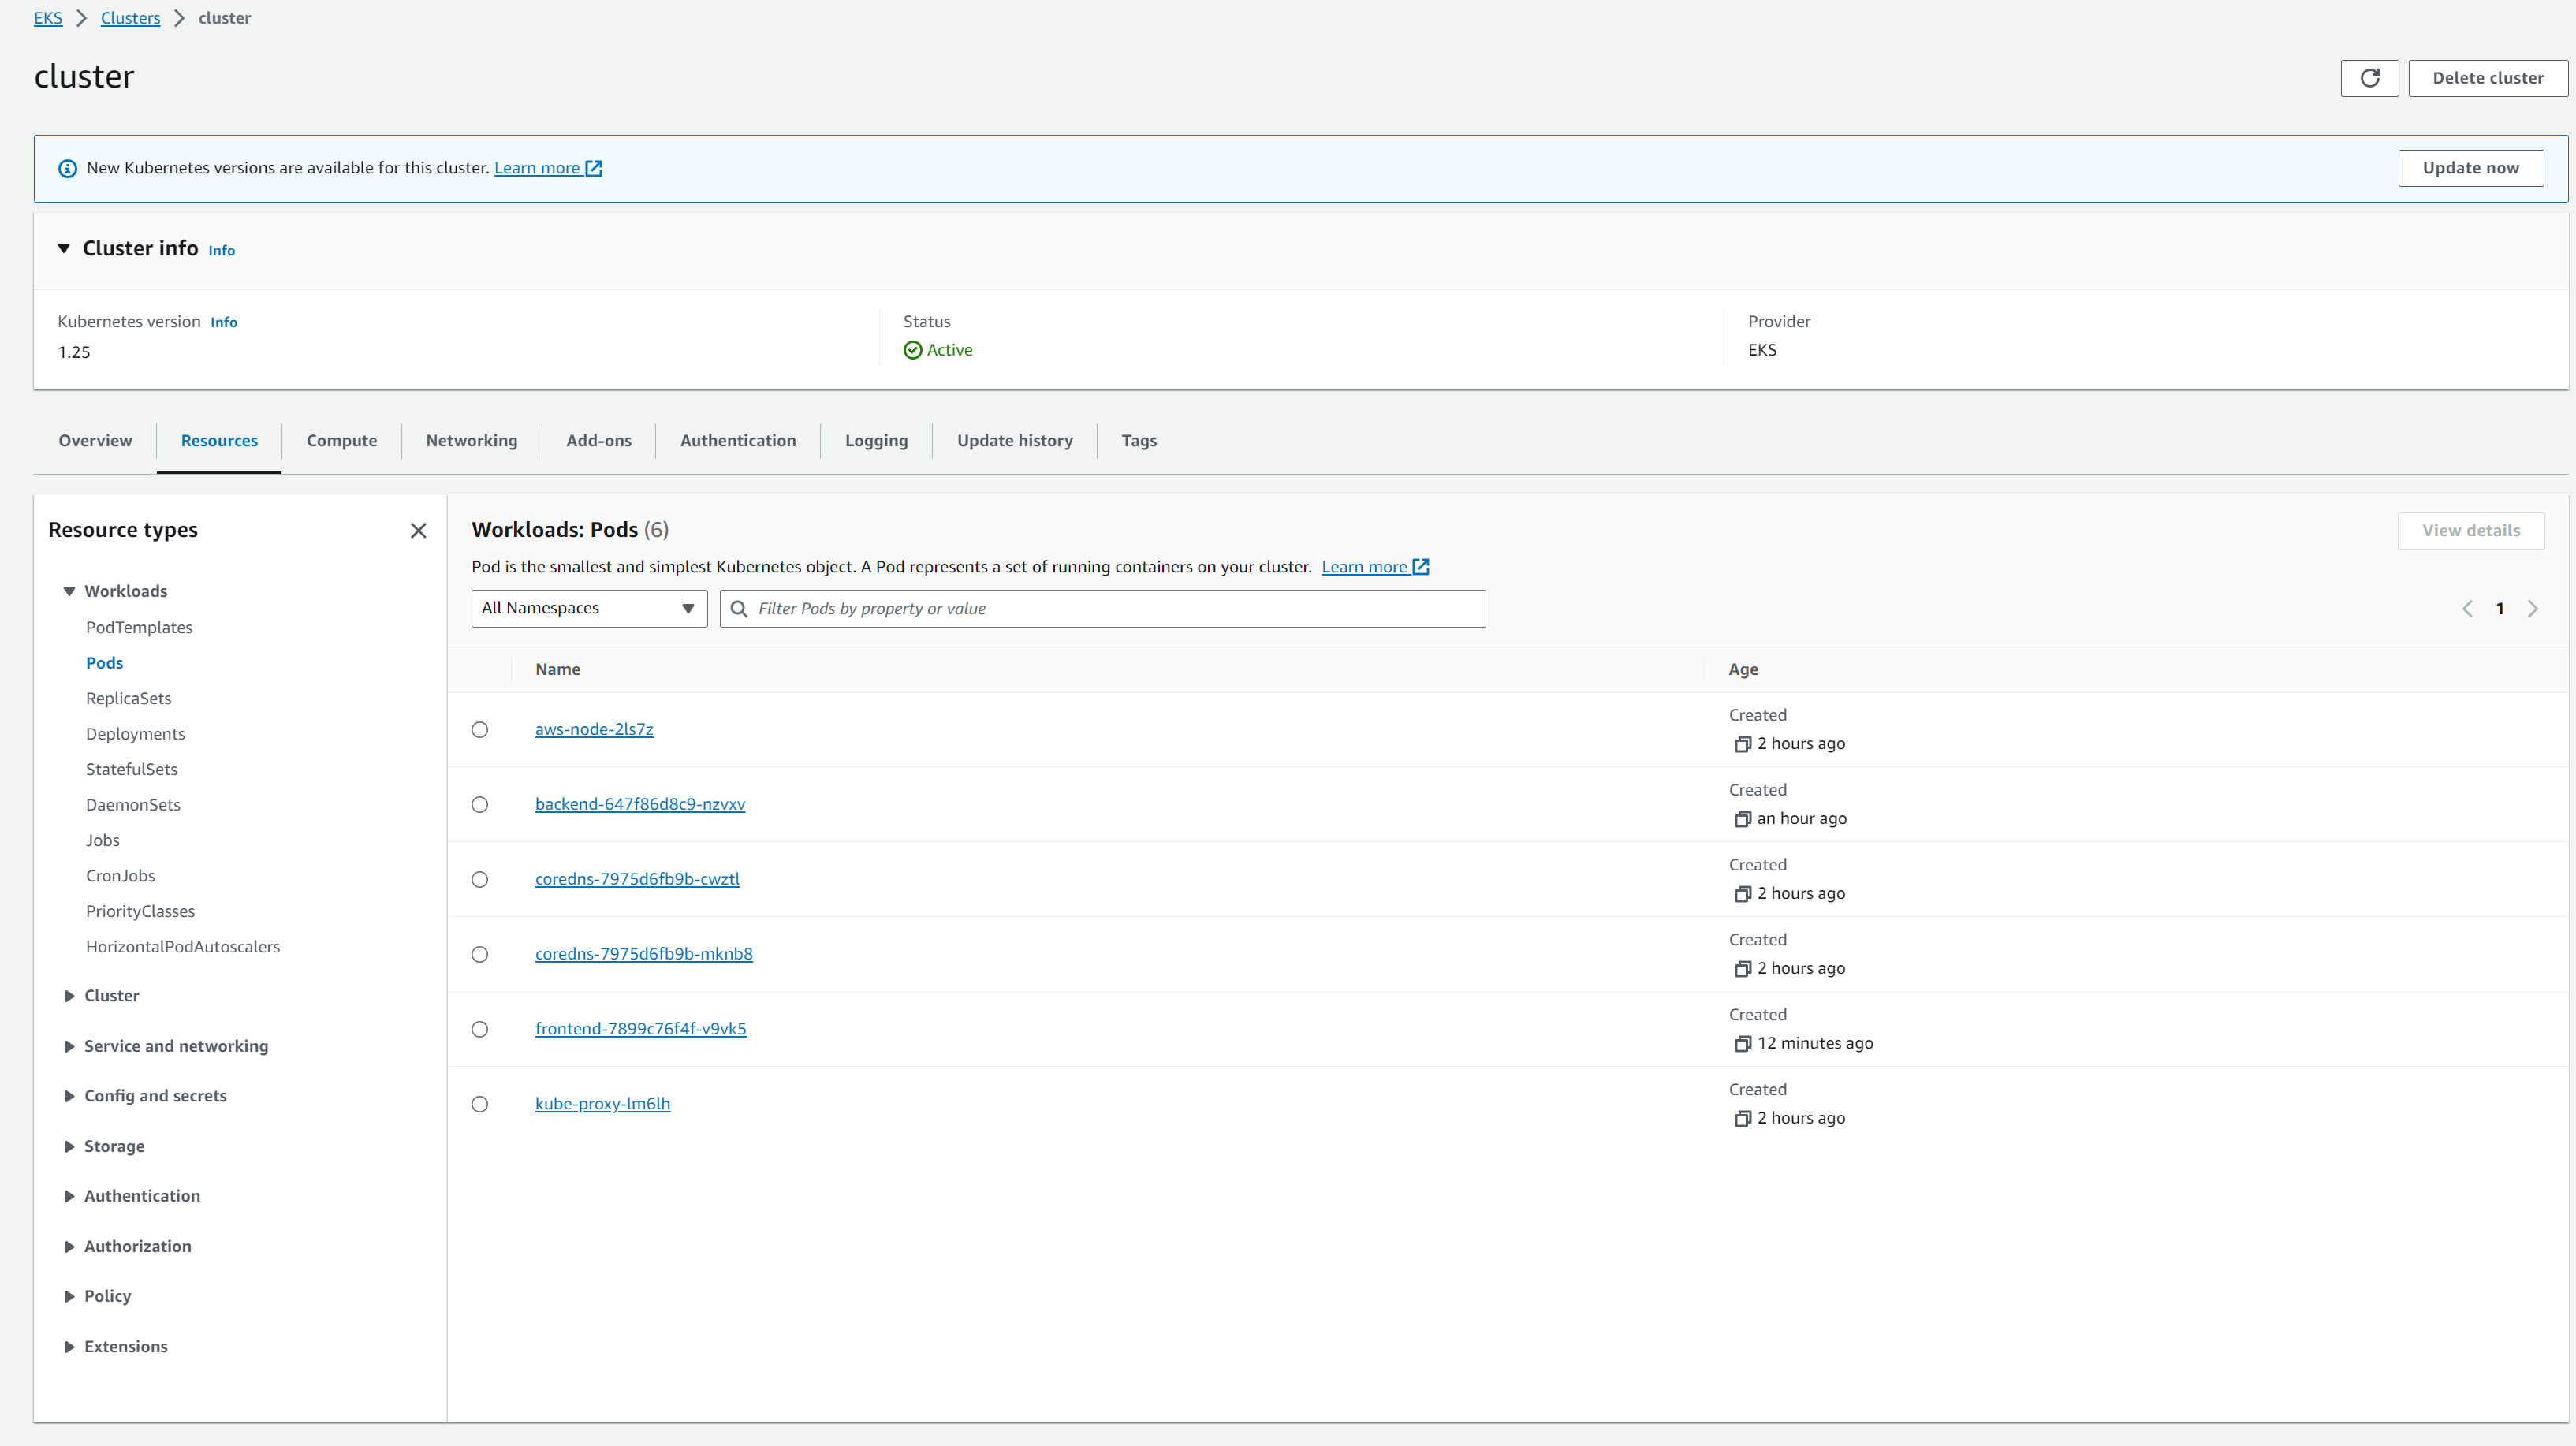 EKS > Clusters > cluster
cluster
Delete cluster
New Kubernetes versions are available for this cluster. Learn more
Update now
Cluster info Info
Kubernetes version Info
1.25
Status
Active
Provider
EKS
Overview
Resources
Compute
Networking
Add-ons
Authentication
Logging
Update history
Tags
Resource types
Workloads
PodTemplates
Pods
ReplicaSets
Deployments
StatefulSets
DaemonSets
Jobs
CronJobs
PriorityClasses
HorizontalPodAutoscalers
Cluster
Service and networking
Config and secrets
Storage
Authentication
Authorization
Policy
Extensions
Workloads: Pods (6)
View details
Pod is the smallest and simplest Kubernetes object. A Pod represents a set of running containers on your cluster. Learn more
All Namespaces
Filter Pods by property or value
1
Name
Age
aws-node-2ls7z
Created
2 hours ago
backend-647f86d8c9-nzvxv
Created
an hour ago
coredns-7975d6fb9b-cwztl
Created
2 hours ago
coredns-7975d6fb9b-mknb8
Created
2 hours ago
frontend-7899c76f4f-v9vk5
Created
12 minutes ago
kube-proxy-lm6lh
Created
2 hours ago